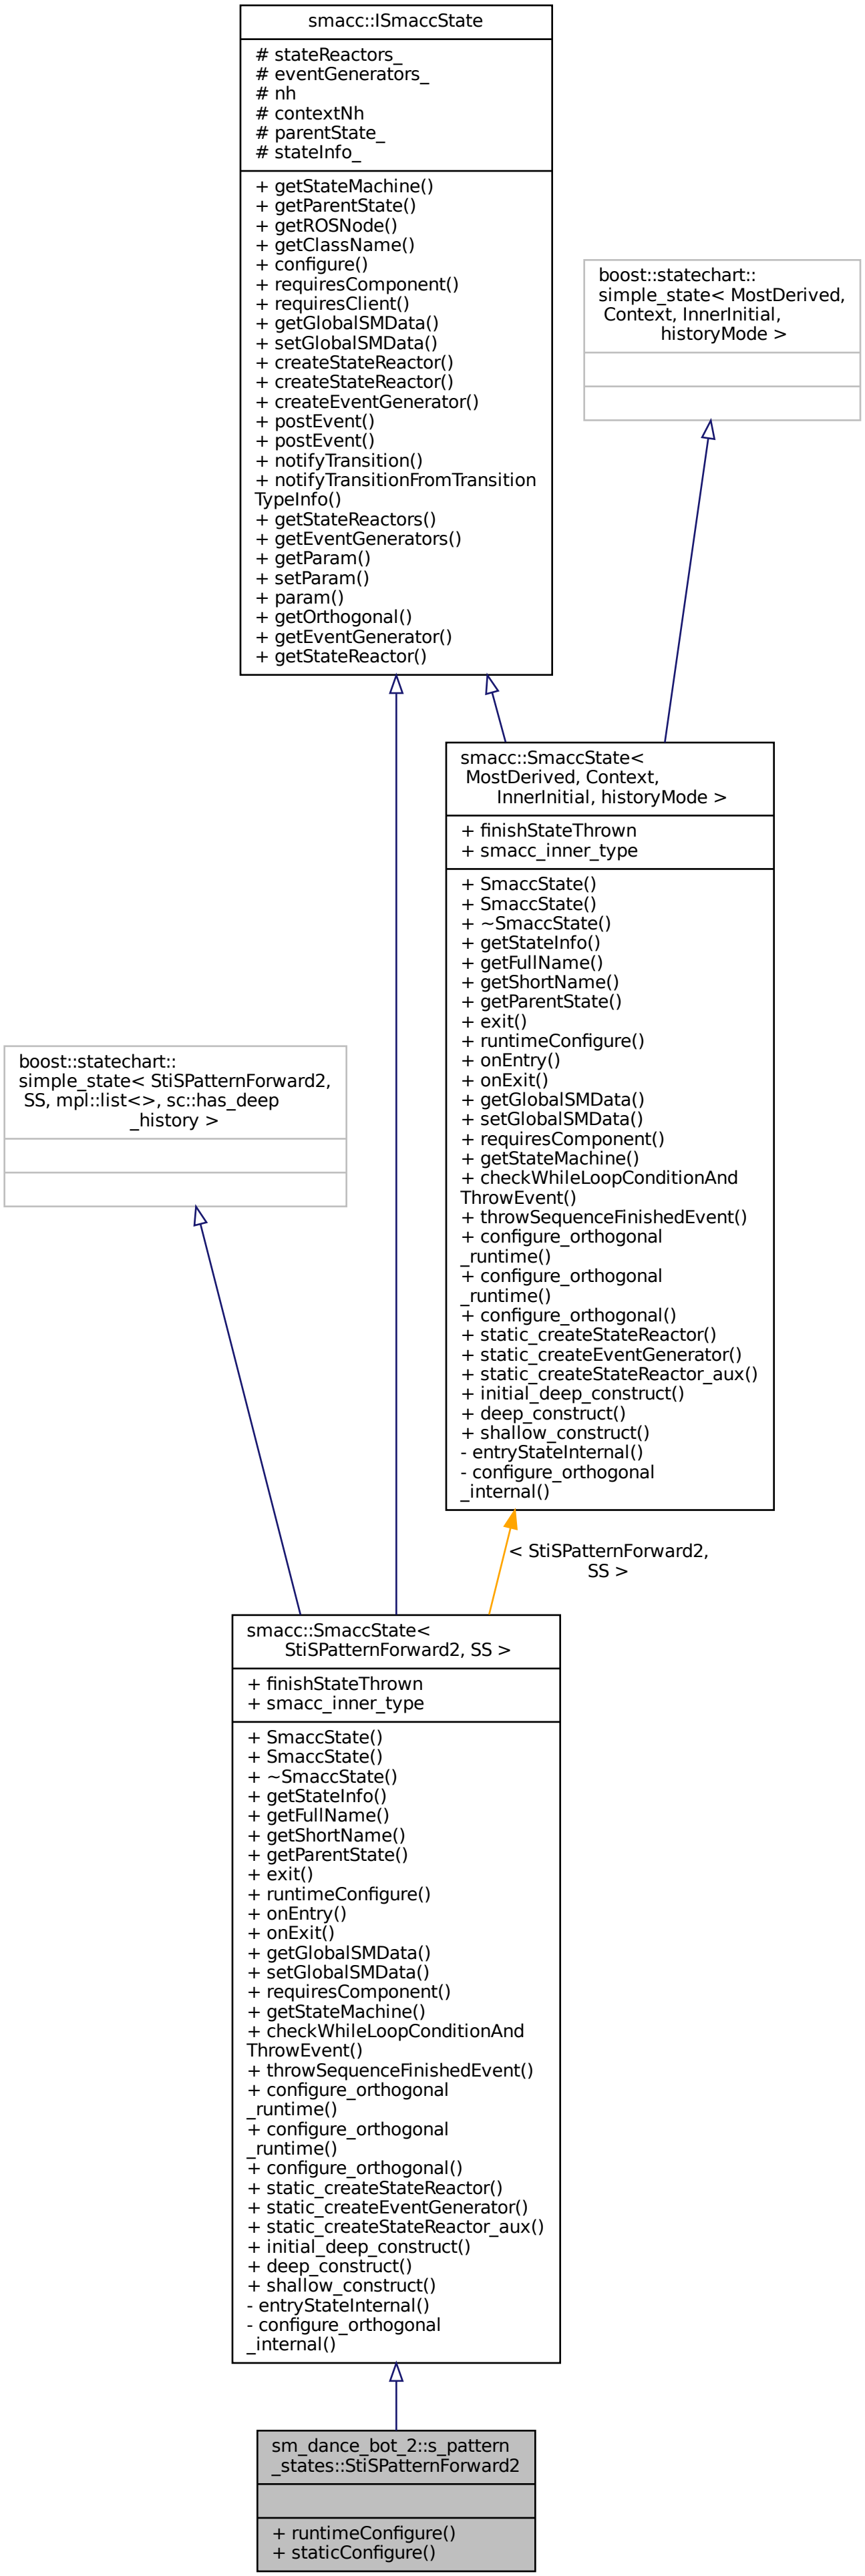 smacc::ISmaccState
# stateReactors_
# eventGenerators_
# nh
# contextNh
# parentState_
# stateInfo_
+ getStateMachine()
+ getParentState()
+ getROSNode()
+ getClassName()
+ configure()
+ requiresComponent()
+ requiresClient()
+ getGlobalSMData()
+ setGlobalSMData()
+ createStateReactor()
+ createStateReactor()
+ createEventGenerator()
+ postEvent()
+ postEvent()
+ notifyTransition()
+ notifyTransitionFromTransition
TypeInfo()
+ getStateReactors()
+ getEventGenerators()
+ getParam()
+ setParam()
+ param()
+ getOrthogonal()
+ getEventGenerator()
+ getStateReactor()
boost::statechart::
simple_state< MostDerived,
Context, InnerInitial,
historyMode >
smacc::SmaccState<
MostDerived, Context,
InnerInitial, historyMode >
+ finishStateThrown
+ smacc_inner_type
+ SmaccState()
+ SmaccState()
+ ~SmaccState()
+ getStateInfo()
+ getFullName()
+ getShortName()
+ getParentState()
+ exit()
+ runtimeConfigure()
+ onEntry()
+ onExit()
+ getGlobalSMData()
+ setGlobalSMData()
+ requiresComponent()
+ getStateMachine()
+ checkWhileLoopConditionAnd
ThrowEvent()
+ throwSequenceFinishedEvent()
+ configure_orthogonal
_runtime()
+ configure_orthogonal
_runtime()
+ configure_orthogonal()
+ static_createStateReactor()
+ static_createEventGenerator()
+ static_createStateReactor_aux()
+ initial_deep_construct()
+ deep_construct()
+ shallow_construct()
- entryStateInternal()
- configure_orthogonal
_internal()
boost::statechart::
simple_state< StiSPatternForward2,
SS, mpl::list<>, sc::has_deep
_history >
< StiSPatternForward2,
SS >
smacc::SmaccState<
StiSPatternForward2, SS >
+ finishStateThrown
+ smacc_inner_type
+ SmaccState()
+ SmaccState()
+ ~SmaccState()
+ getStateInfo()
+ getFullName()
+ getShortName()
+ getParentState()
+ exit()
+ runtimeConfigure()
+ onEntry()
+ onExit()
+ getGlobalSMData()
+ setGlobalSMData()
+ requiresComponent()
+ getStateMachine()
+ checkWhileLoopConditionAnd
ThrowEvent()
+ throwSequenceFinishedEvent()
+ configure_orthogonal
_runtime()
+ configure_orthogonal
_runtime()
+ configure_orthogonal()
+ static_createStateReactor()
+ static_createEventGenerator()
+ static_createStateReactor_aux()
+ initial_deep_construct()
+ deep_construct()
+ shallow_construct()
- entryStateInternal()
- configure_orthogonal
_internal()
sm_dance_bot_2::s_pattern
_states::StiSPatternForward2
+ runtimeConfigure()
+ staticConfigure()